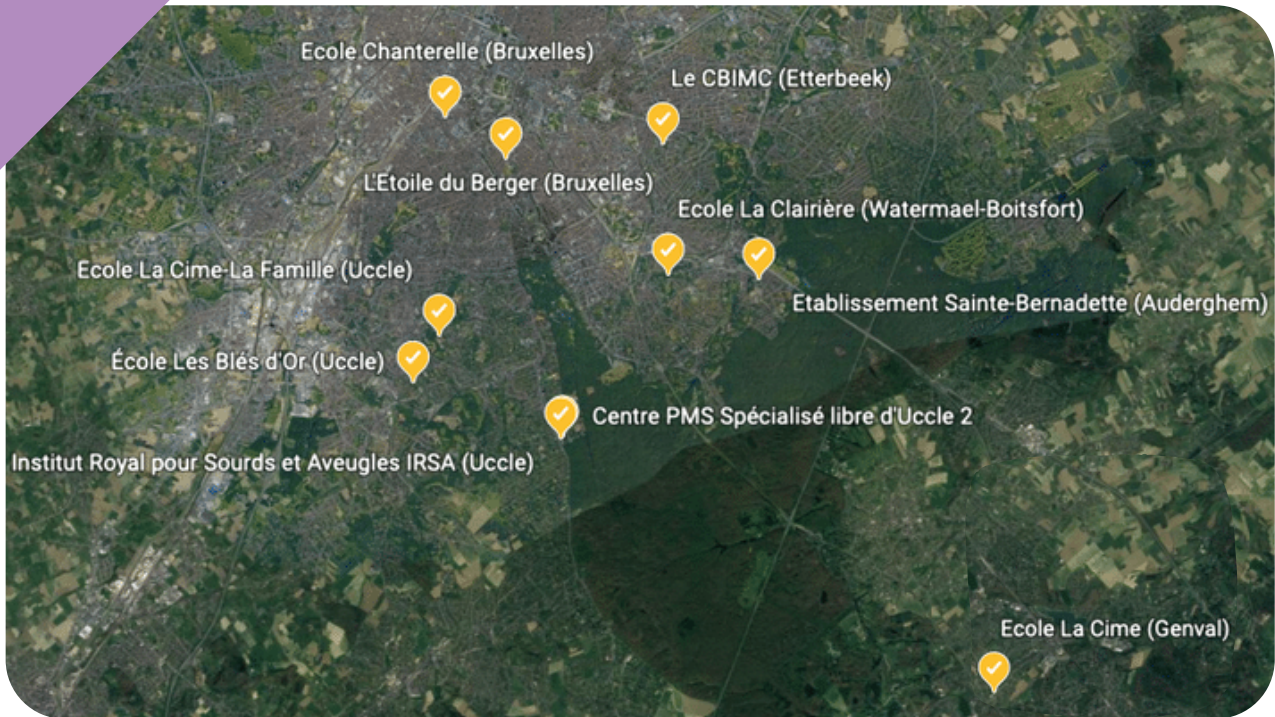 Ecole Chanterelle (Bruxelles)
Le CBIMC (Etterbeek)
L'Etoile du Berger (Bruxelles)
Ecole La Clairière (Watermael-Boitsfort)
Ecole La Cime-La Famille (Uccle)
Etablissement Sainte-Bernadette (Auderghem)
École Les Blés d'Or (Uccle)
Centre PMS Spécialisé libre d'Uccle 2
Institut Royal pour Sourds et Aveugles IRSA (Uccle)
Ecole La Cime (Genval)